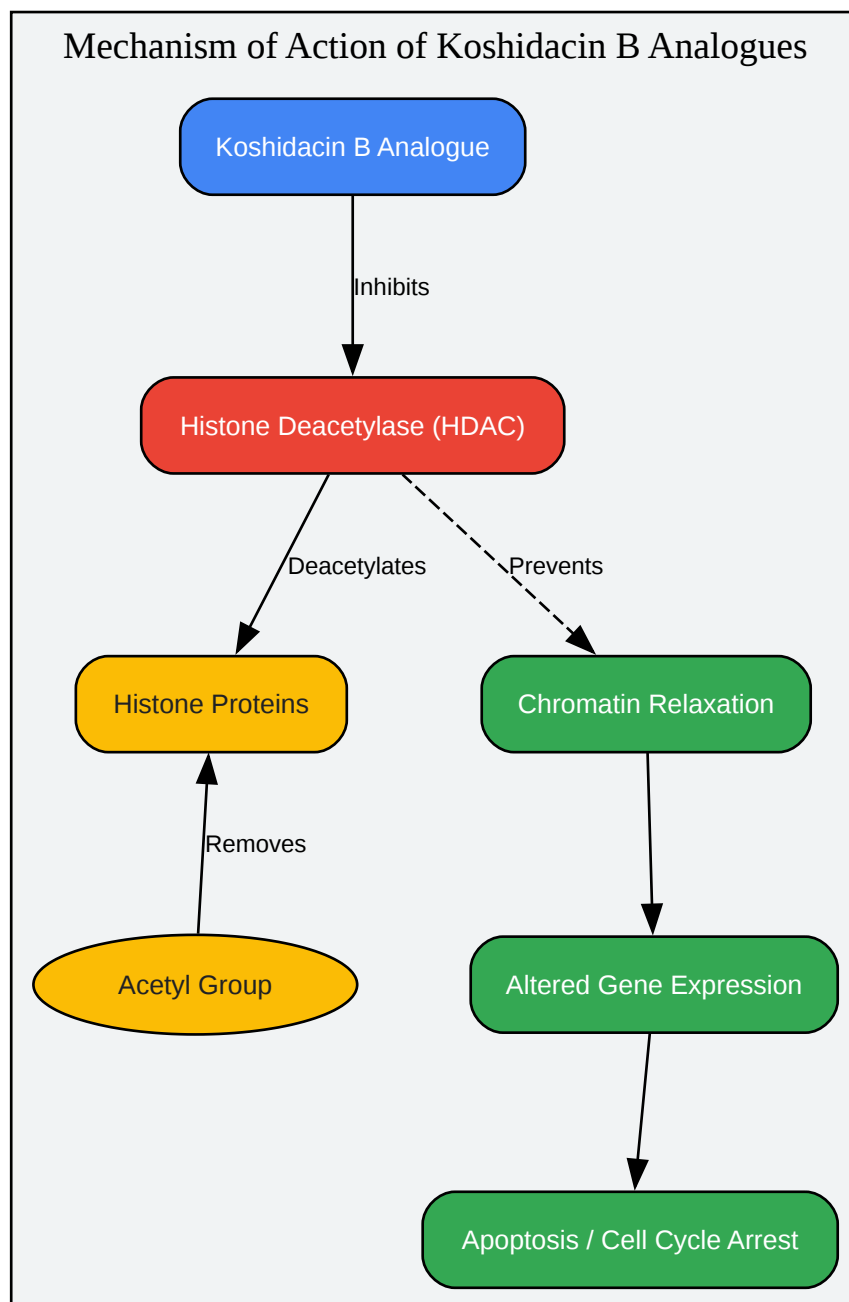 Mechanism of Action of Koshidacin B Analogues
Koshidacin B Analogue
Inhibits
Histone Deacetylase (HDAC)
Deacetylates
Prevents
Histone Proteins
Chromatin Relaxation
Removes
Acetyl Group
Altered Gene Expression
Apoptosis / Cell Cycle Arrest